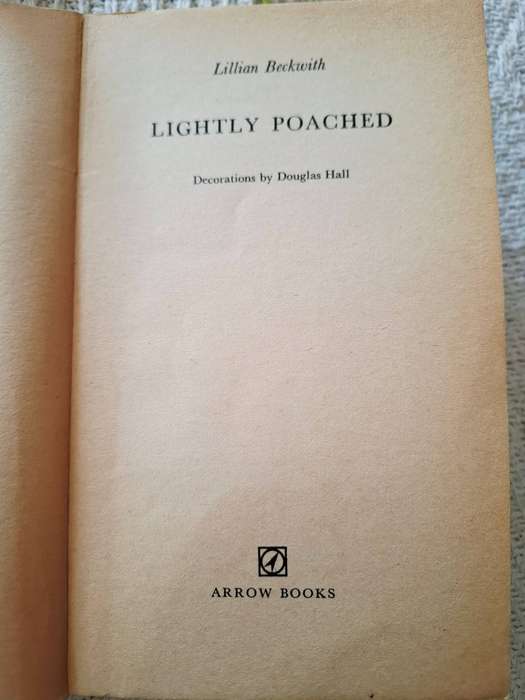 Lillian Beckwith
LIGHTLY POACHED
Decorations by Douglas Hall
ARROW BOOKS